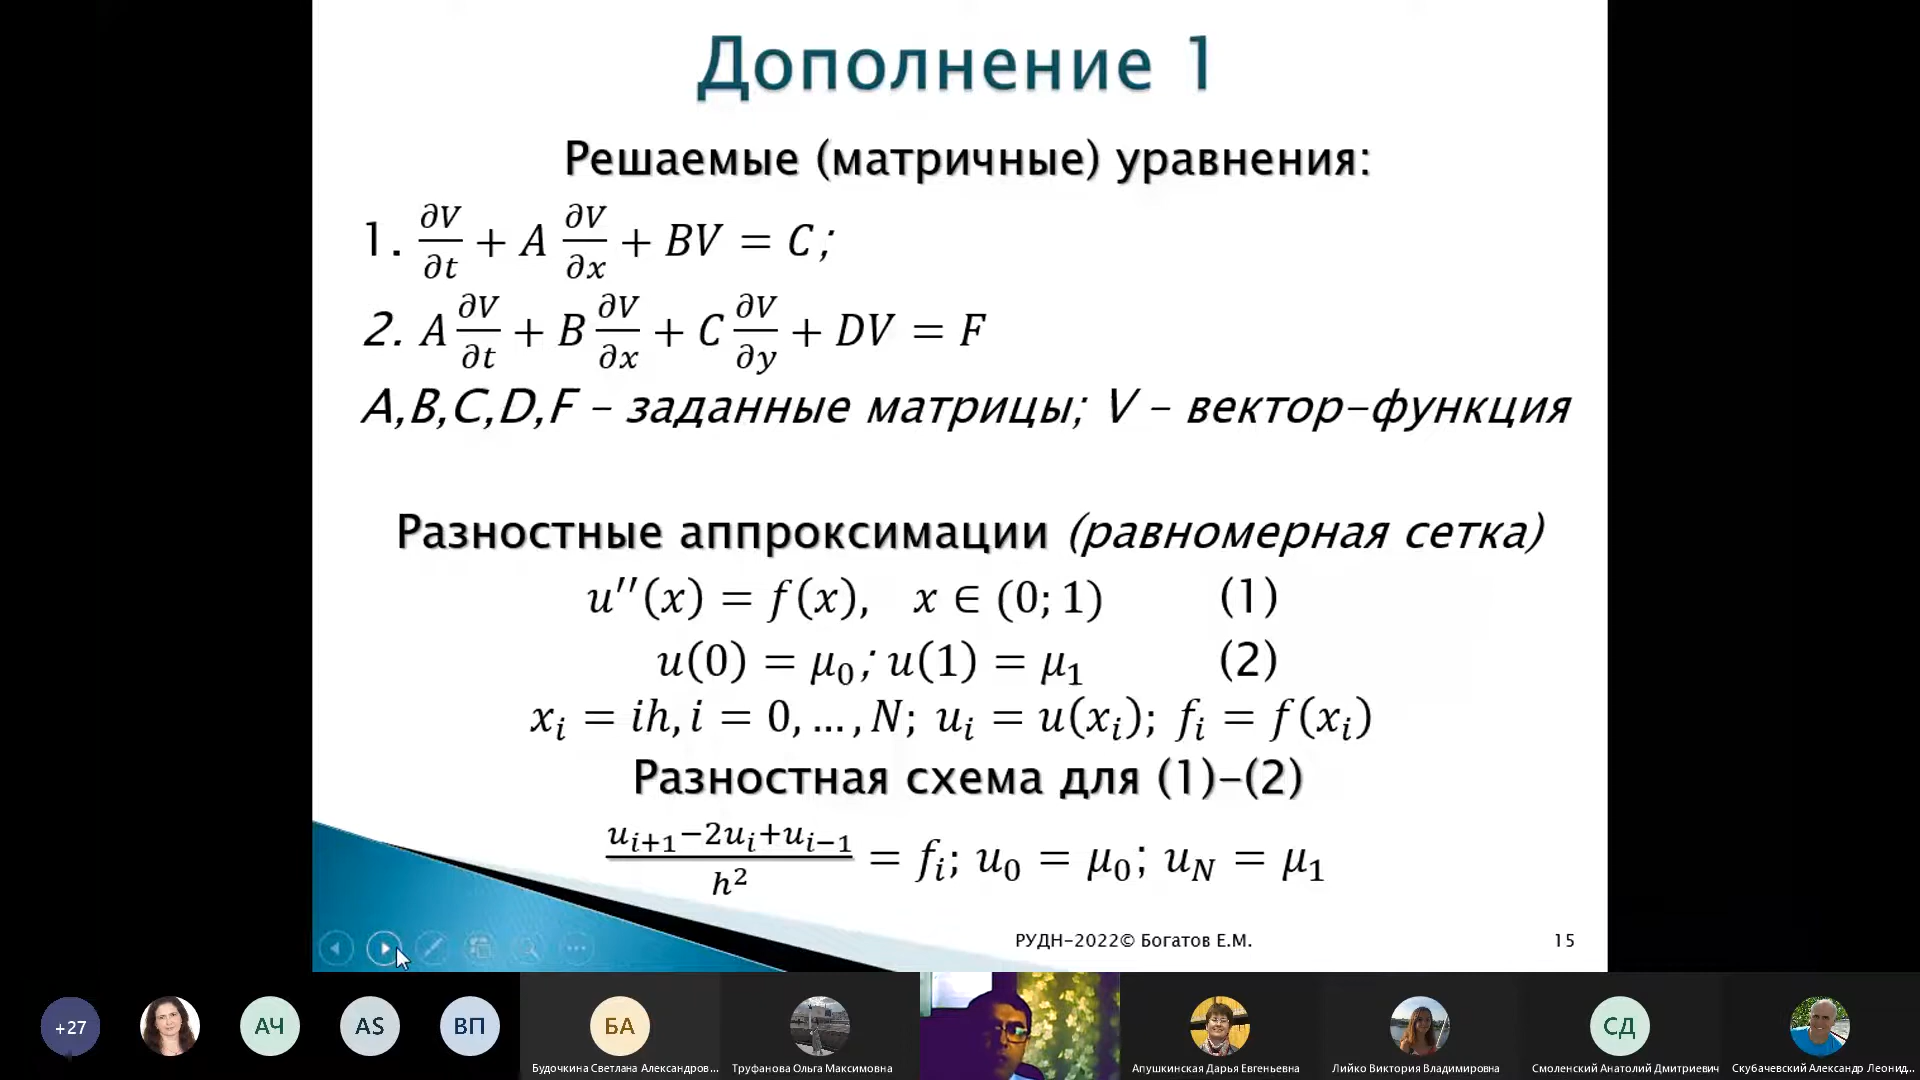 Дополнение 1
Решаемые (матричные) уравнения:
1. ∂V/∂t + A ∂V/∂x + BV = C;
2. A ∂V/∂t + B ∂V/∂x + C ∂V/∂y + DV = F
A,B,C,D,F – заданные матрицы; V – вектор-функция
Разностные аппроксимации (равномерная сетка)
u′′(x) = f(x), x ∈ (0; 1) (1)
u(0) = μ₀; u(1) = μ₁ (2)
xᵢ = ih, i = 0, … , N; uᵢ = u(xᵢ); fᵢ = f(xᵢ)
Разностная схема для (1)-(2)
(uᵢ₊₁−2uᵢ+uᵢ₋₁)/h² = fᵢ; u₀ = μ₀; u_N = μ₁
РУДН-2022© Богатов Е.М. 15
+27 АЧ AS ВП БА СД
Будочкина Светлана Александров... Труфанова Ольга Максимовна Апушкинская Дарья Евгеньевна Лийко Виктория Владимировна Смоленский Анатолий Дмитриевич Скубачевский Александр Леонид...